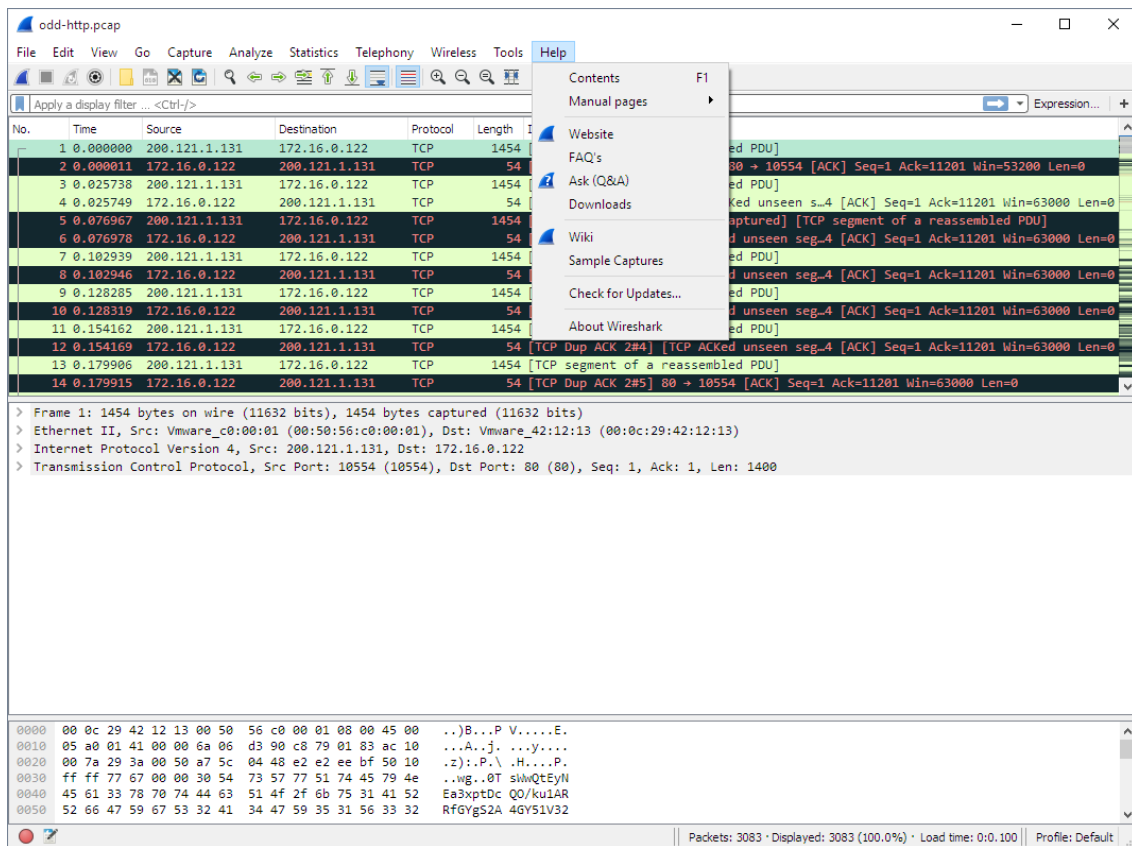 odd-http.pcap
File Edit View Go Capture Analyze Statistics Telephony Wireless Tools Help
Apply a display filter ... <Ctrl-/> Expression... +
Contents F1
Manual pages
Website
FAQ's
Ask (Q&A)
Downloads
Wiki
Sample Captures
Check for Updates...
About Wireshark
No. Time Source Destination Protocol Length
1 0.000000 200.121.1.131 172.16.0.122 TCP 1454 [ ed PDU]
2 0.000011 172.16.0.122 200.121.1.131 TCP 54 [ 80 → 10554 [ACK] Seq=1 Ack=11201 Win=53200 Len=0
3 0.025738 200.121.1.131 172.16.0.122 TCP 1454 [ ed PDU]
4 0.025749 172.16.0.122 200.121.1.131 TCP 54 [ Ked unseen s…4 [ACK] Seq=1 Ack=11201 Win=63000 Len=0
5 0.076967 200.121.1.131 172.16.0.122 TCP 1454 [ aptured] [TCP segment of a reassembled PDU]
6 0.076978 172.16.0.122 200.121.1.131 TCP 54 [ d unseen seg…4 [ACK] Seq=1 Ack=11201 Win=63000 Len=0
7 0.102939 200.121.1.131 172.16.0.122 TCP 1454 [ ed PDU]
8 0.102946 172.16.0.122 200.121.1.131 TCP 54 [ d unseen seg…4 [ACK] Seq=1 Ack=11201 Win=63000 Len=0
9 0.128285 200.121.1.131 172.16.0.122 TCP 1454 [ ed PDU]
10 0.128319 172.16.0.122 200.121.1.131 TCP 54 [ d unseen seg…4 [ACK] Seq=1 Ack=11201 Win=63000 Len=0
11 0.154162 200.121.1.131 172.16.0.122 TCP 1454 [ ed PDU]
12 0.154169 172.16.0.122 200.121.1.131 TCP 54 [TCP Dup ACK 2#4] [TCP ACKed unseen seg…4 [ACK] Seq=1 Ack=11201 Win=63000 Len=0
13 0.179906 200.121.1.131 172.16.0.122 TCP 1454 [TCP segment of a reassembled PDU]
14 0.179915 172.16.0.122 200.121.1.131 TCP 54 [TCP Dup ACK 2#5] 80 → 10554 [ACK] Seq=1 Ack=11201 Win=63000 Len=0
> Frame 1: 1454 bytes on wire (11632 bits), 1454 bytes captured (11632 bits)
> Ethernet II, Src: Vmware_c0:00:01 (00:50:56:c0:00:01), Dst: Vmware_42:12:13 (00:0c:29:42:12:13)
> Internet Protocol Version 4, Src: 200.121.1.131, Dst: 172.16.0.122
> Transmission Control Protocol, Src Port: 10554 (10554), Dst Port: 80 (80), Seq: 1, Ack: 1, Len: 1400
0000 00 0c 29 42 12 13 00 50 56 c0 00 01 08 00 45 00 ..)B...P V.....E.
0010 05 a0 01 41 00 00 6a 06 d3 90 c8 79 01 83 ac 10 ...A..j. ...y....
0020 00 7a 29 3a 00 50 a7 5c 04 48 e2 e2 ee bf 50 10 .z):.P.\ .H....P.
0030 ff ff 77 67 00 00 30 54 73 57 77 51 74 45 79 4e ..wg..0T sWwQtEyN
0040 45 61 33 78 70 74 44 63 51 4f 2f 6b 75 31 41 52 Ea3xptDc QO/ku1AR
0050 52 66 47 59 67 53 32 41 34 47 59 35 31 56 33 32 RfGYgS2A 4GY51V32
Packets: 3083 · Displayed: 3083 (100.0%) · Load time: 0:0.100 Profile: Default